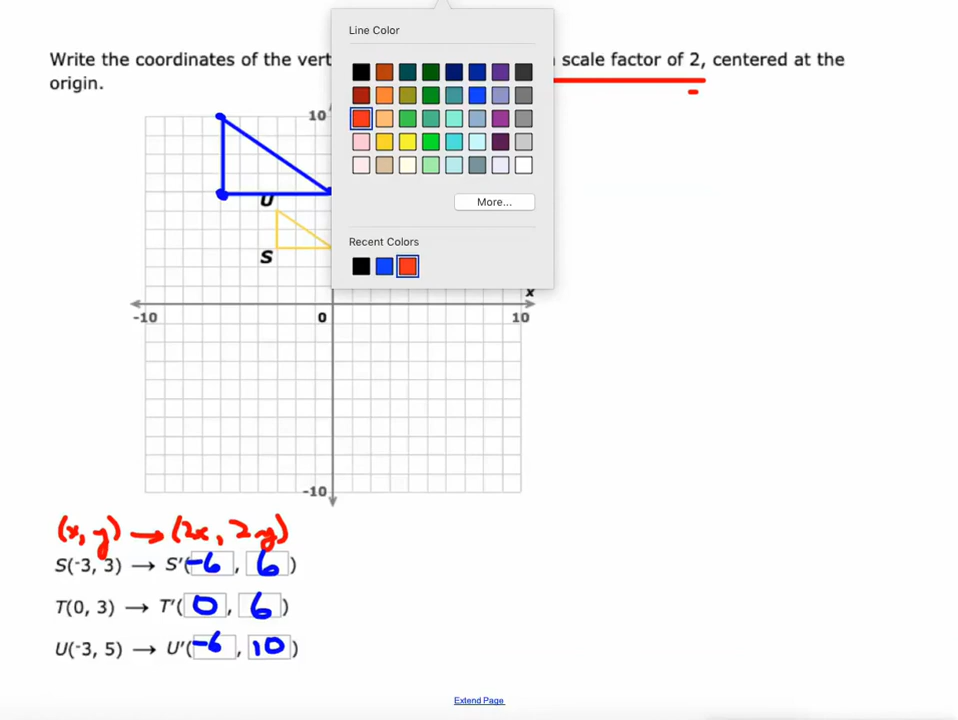 Line Color
Write the coordinates of the vert scale factor of 2, centered at the
origin.
10
More...
U
Recent Colors
S
x
-10 0 10
-10
(x, y) → (2x, 2y)
S(-3, 3) → S'(-6, 6)
T(0, 3) → T'(0, 6)
U(-3, 5) → U'(-6, 10)
Extend Page